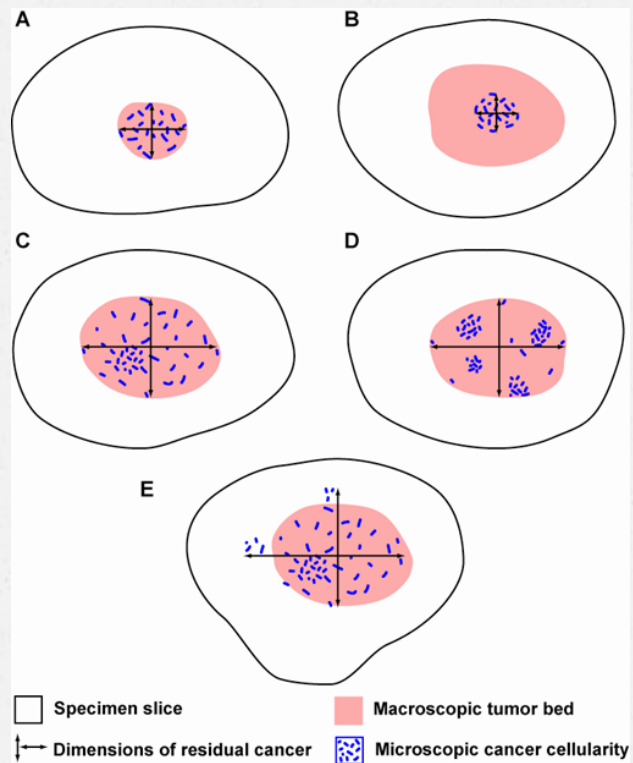 A
B
C
D
E
Specimen slice
Macroscopic tumor bed
Dimensions of residual cancer
Microscopic cancer cellularity